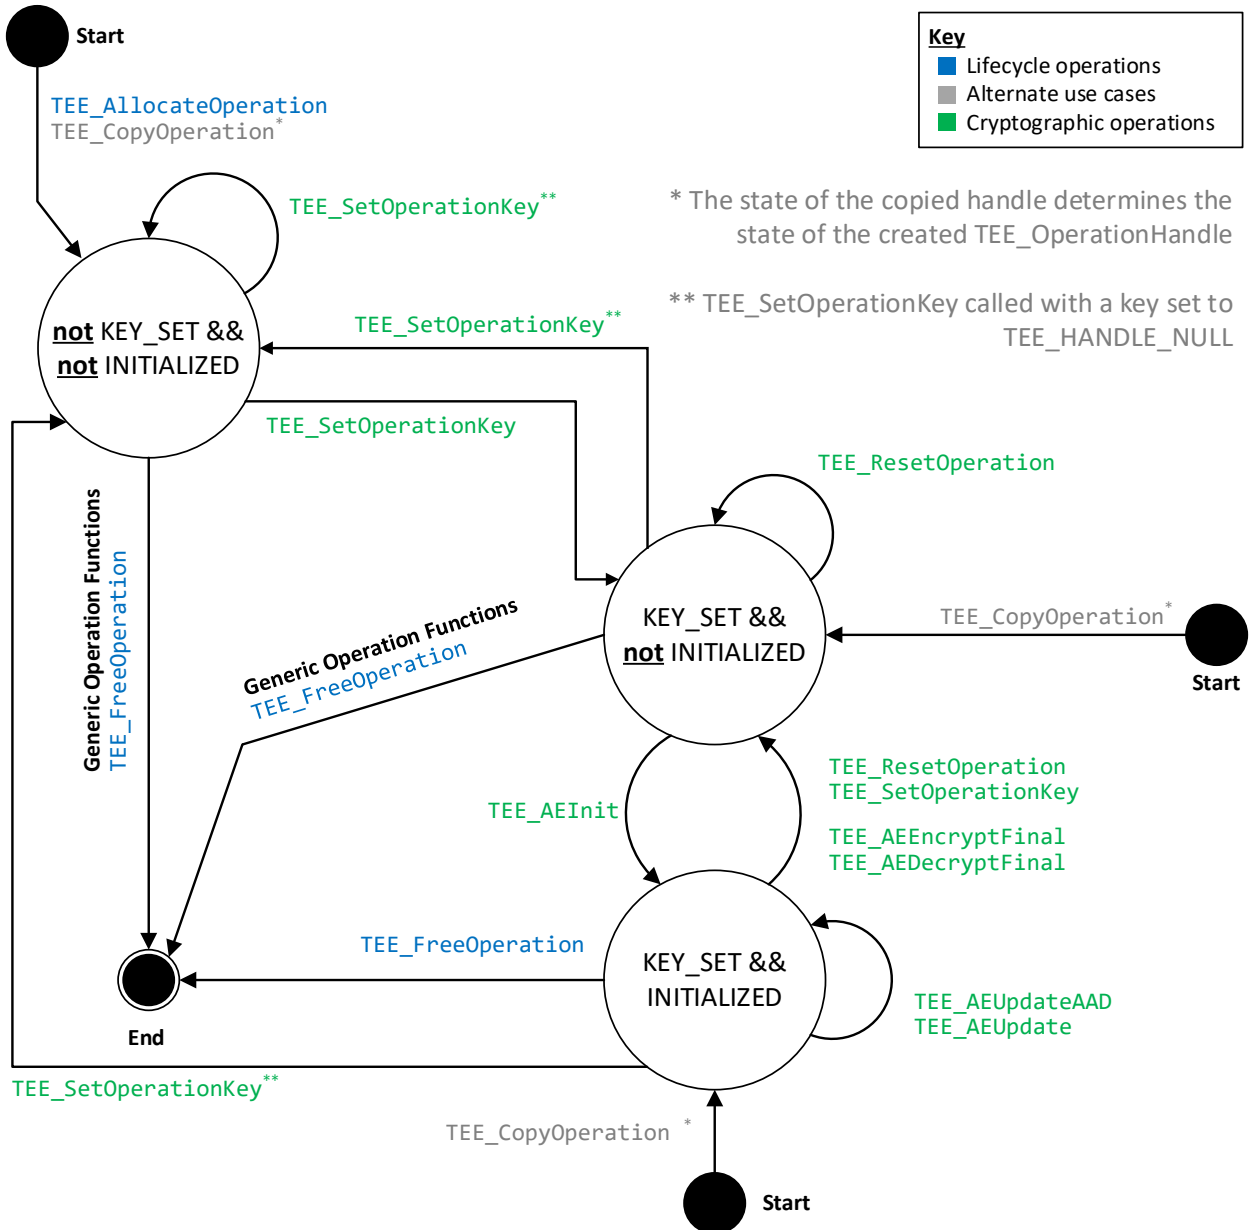 Start
Key
Lifecycle operations
Alternate use cases
Cryptographic operations
TEE_AllocateOperation
TEE_CopyOperation*
TEE_SetOperationKey**
* The state of the copied handle determines the
state of the created TEE_OperationHandle
** TEE_SetOperationKey called with a key set to
TEE_HANDLE_NULL
not KEY_SET &&
not INITIALIZED
TEE_SetOperationKey**
TEE_SetOperationKey
TEE_ResetOperation
Generic Operation Functions
TEE_FreeOperation
Generic Operation Functions
TEE_FreeOperation
KEY_SET &&
not INITIALIZED
TEE_CopyOperation*
Start
TEE_AEInit
TEE_ResetOperation
TEE_SetOperationKey
TEE_AEEncryptFinal
TEE_AEDecryptFinal
TEE_FreeOperation
KEY_SET &&
INITIALIZED
TEE_AEUpdateAAD
TEE_AEUpdate
End
TEE_SetOperationKey**
TEE_CopyOperation *
Start